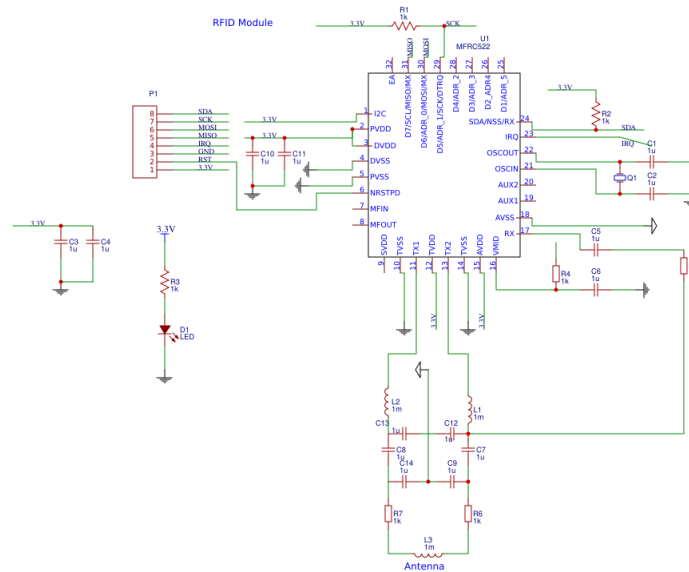 RFID Module
R1
1k
3.3V
SCK
U1
MFRC522
MISO
MOSI
32
31
30
29
28
27
26
25
EA
D7/SCL/MISO/MX
D6/ADR_0/MOSI/MX
D5/ADR_1/SCK/DTRQ
D4/ADR_2
D3/ADR_3
D2_ADR4
D1/ADR_5
P1
8
7
6
5
4
3
2
1
SDA
SCK
MOSI
MISO
IRQ
GND
RST
3.3V
3.3V
3.3V
C10
1u
C11
1u
1 I2C
2 PVDD
3 DVDD
4 DVSS
5 PVSS
6 NRSTPD
7 MFIN
8 MFOUT
SDA/NSS/RX 24
IRQ 23
OSCOUT 22
OSCIN 21
AUX2 20
AUX1 19
AVSS 18
RX 17
3.3V
R2
1k
SDA
IRQ
C1
1u
Q1
C2
1u
SVDD
TVSS
TX1
TVDD
TX2
TVSS
AVDD
VMID
9
10
11
12
13
14
15
16
3.3V
3.3V
C5
1u
R4
1k
C6
1u
3.3V
C3
1u
C4
1u
3.3V
R3
1k
D1
LED
L2
1m
L1
1m
C13
1u
C12
1u
C8
1u
C7
1u
C14
1u
C9
1u
R7
1k
R6
1k
L3
1m
Antenna